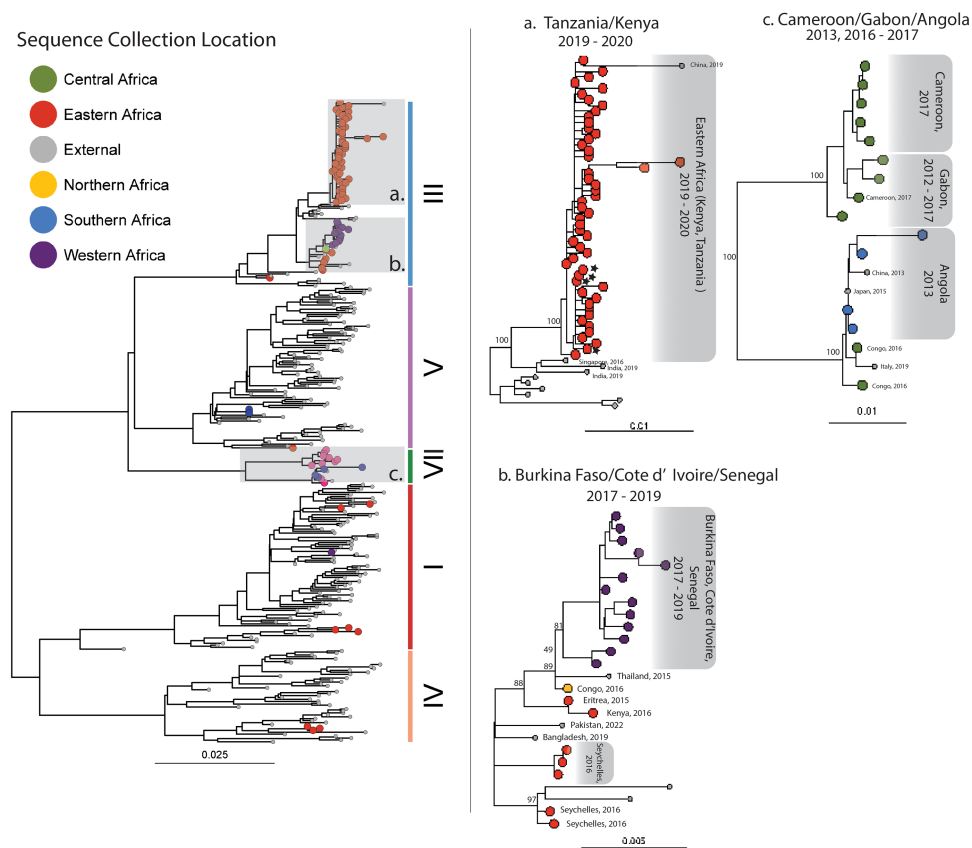 Sequence Collection Location
Central Africa
Eastern Africa
External
Northern Africa
Southern Africa
Western Africa
a.
b.
c.
III
V
VII
I
IV
0.025
a. Tanzania/Kenya
2019 - 2020
China, 2019
Eastern Africa (Kenya, Tanzania )
2019 - 2020
100
100
Singapore, 2016
India, 2019
India, 2019
0.01
b. Burkina Faso/Cote d' Ivoire/Senegal
2017 - 2019
Burkina Faso, Cote d'Ivoire,
Senegal
2017 - 2019
81
49
89
88
Thailand, 2015
Congo, 2016
Eritrea, 2015
Kenya, 2016
Pakistan, 2022
Bangladesh, 2019
Seychelles,
2016
97
Seychelles, 2016
Seychelles, 2016
0.005
c. Cameroon/Gabon/Angola
2013, 2016 - 2017
Cameroon,
2017
Gabon,
2012 - 2017
Cameroon, 2017
100
100
Angola
2013
China, 2013
Japan, 2015
100
Congo, 2016
Italy, 2019
Congo, 2016
0.01